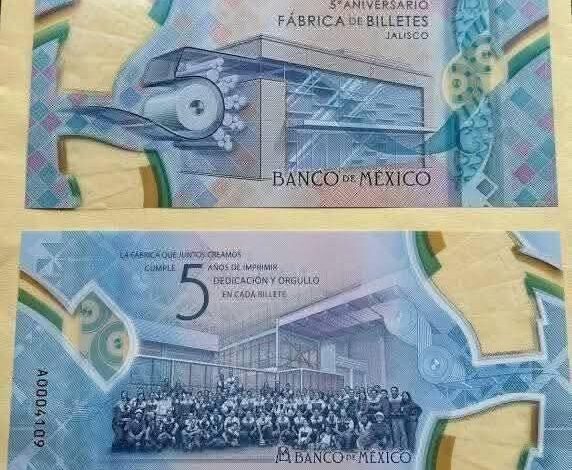 5º ANIVERSARIO
FÁBRICA DE BILLETES
JALISCO
BANCO DE MÉXICO
LA FÁBRICA QUE JUNTOS CREAMOS
CUMPLE 5 AÑOS DE IMPRIMIR
DEDICACIÓN Y ORGULLO
EN CADA BILLETE
A0004109
BANCO DE MÉXICO